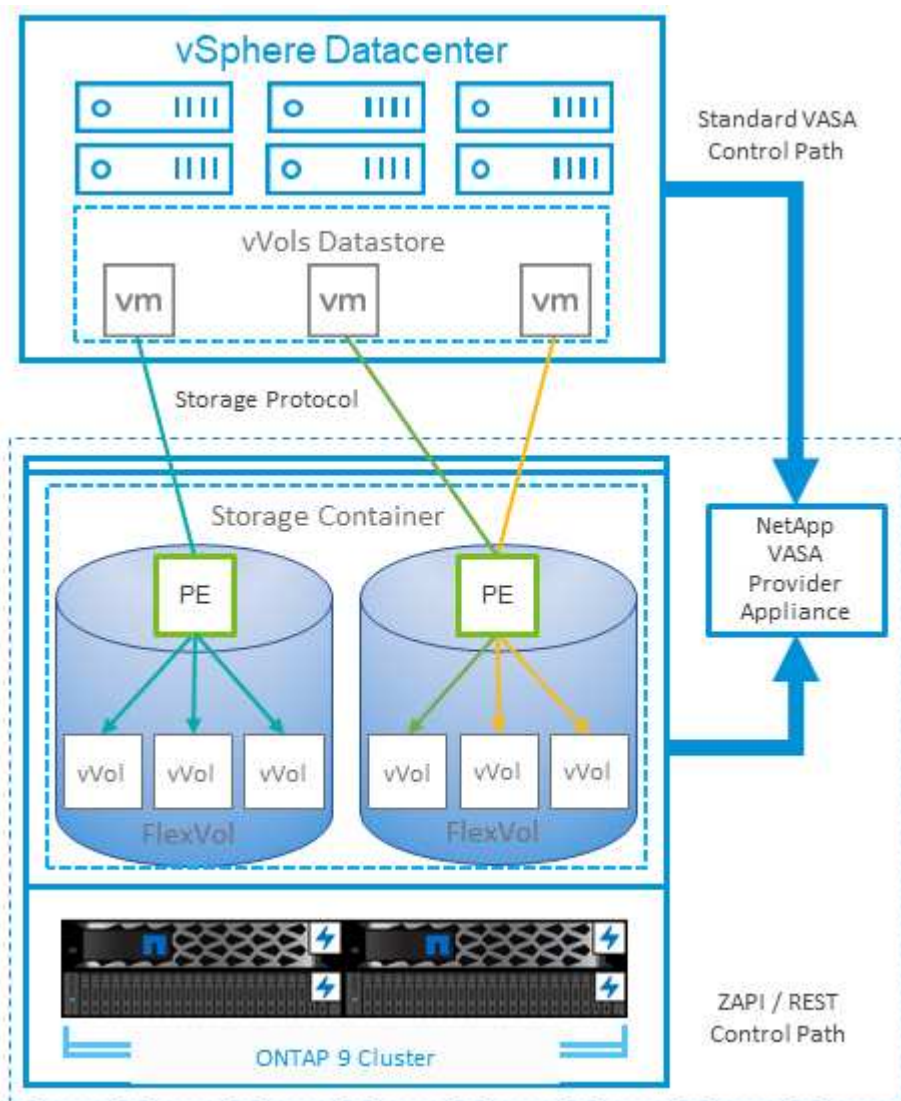 vSphere Datacenter
Standard VASA
Control Path
vVols Datastore
vm
vm
vm
Storage Protocol
Storage Container
NetApp
VASA
Provider
Appliance
PE
PE
vVol
vVol
vVol
vVol
vVol
vVol
FlexVol
FlexVol
ZAPI / REST
Control Path
ONTAP 9 Cluster